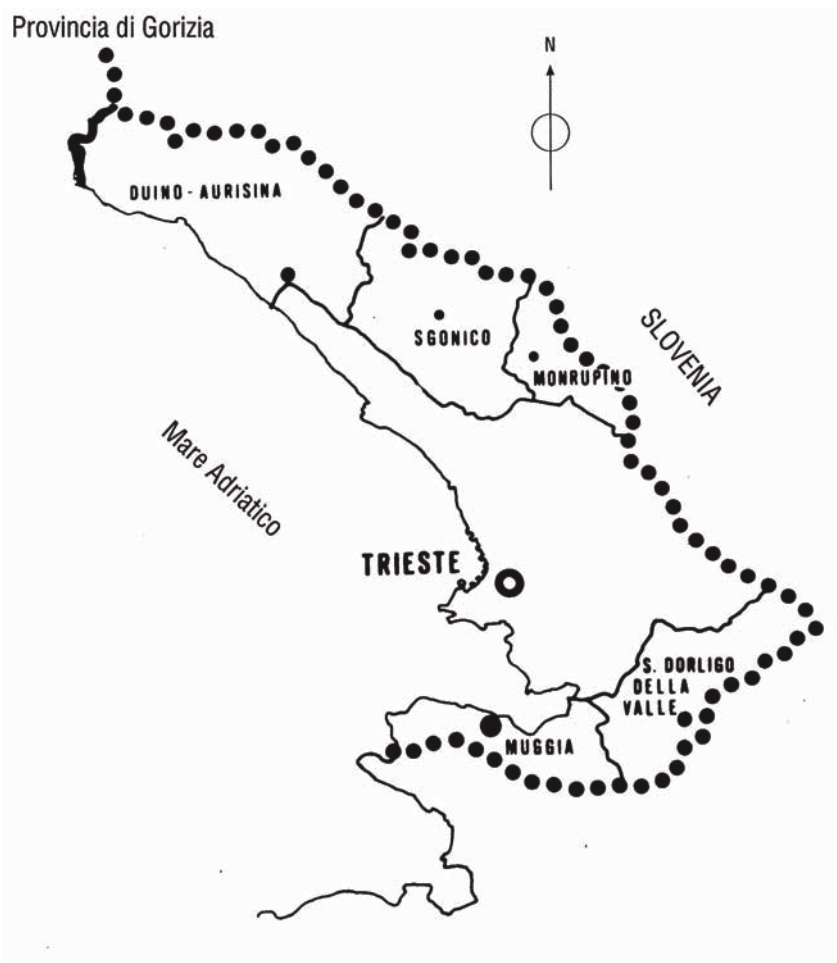 Provincia di Gorizia
N
DUINO - AURISINA
SGONICO
MONRUPINO
SLOVENIA
Mare Adriatico
TRIESTE
S. DORLIGO
DELLA
VALLE
MUGGIA